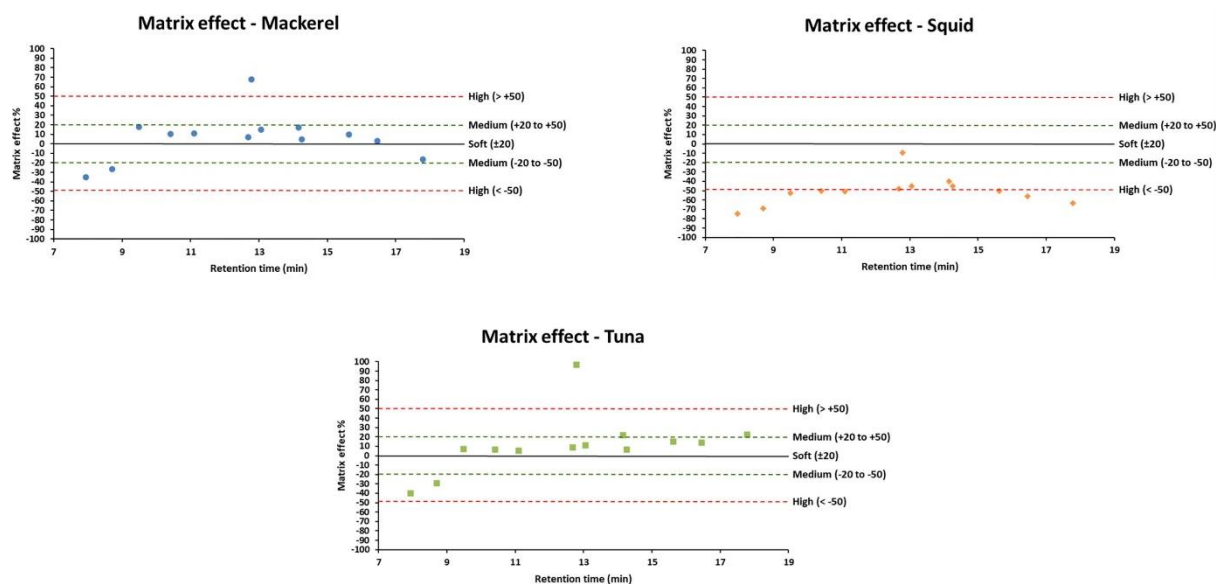 Matrix effect - Mackerel
Matrix effect %
100
90
80
70
60
50
40
30
20
10
0
-10
-20
-30
-40
-50
-60
-70
-80
-90
-100
High (> +50)
Medium (+20 to +50)
Soft (±20)
Medium (-20 to -50)
High (< -50)
7 9 11 13 15 17 19
Retention time (min)
Matrix effect - Squid
Matrix effect %
100
90
80
70
60
50
40
30
20
10
0
-10
-20
-30
-40
-50
-60
-70
-80
-90
-100
High (> +50)
Medium (+20 to +50)
Soft (±20)
Medium (-20 to -50)
High (< -50)
7 9 11 13 15 17 19
Retention time (min)
Matrix effect - Tuna
Matrix effect %
100
90
80
70
60
50
40
30
20
10
0
-10
-20
-30
-40
-50
-60
-70
-80
-90
-100
High (> +50)
Medium (+20 to +50)
Soft (±20)
Medium (-20 to -50)
High (< -50)
7 9 11 13 15 17 19
Retention time (min)